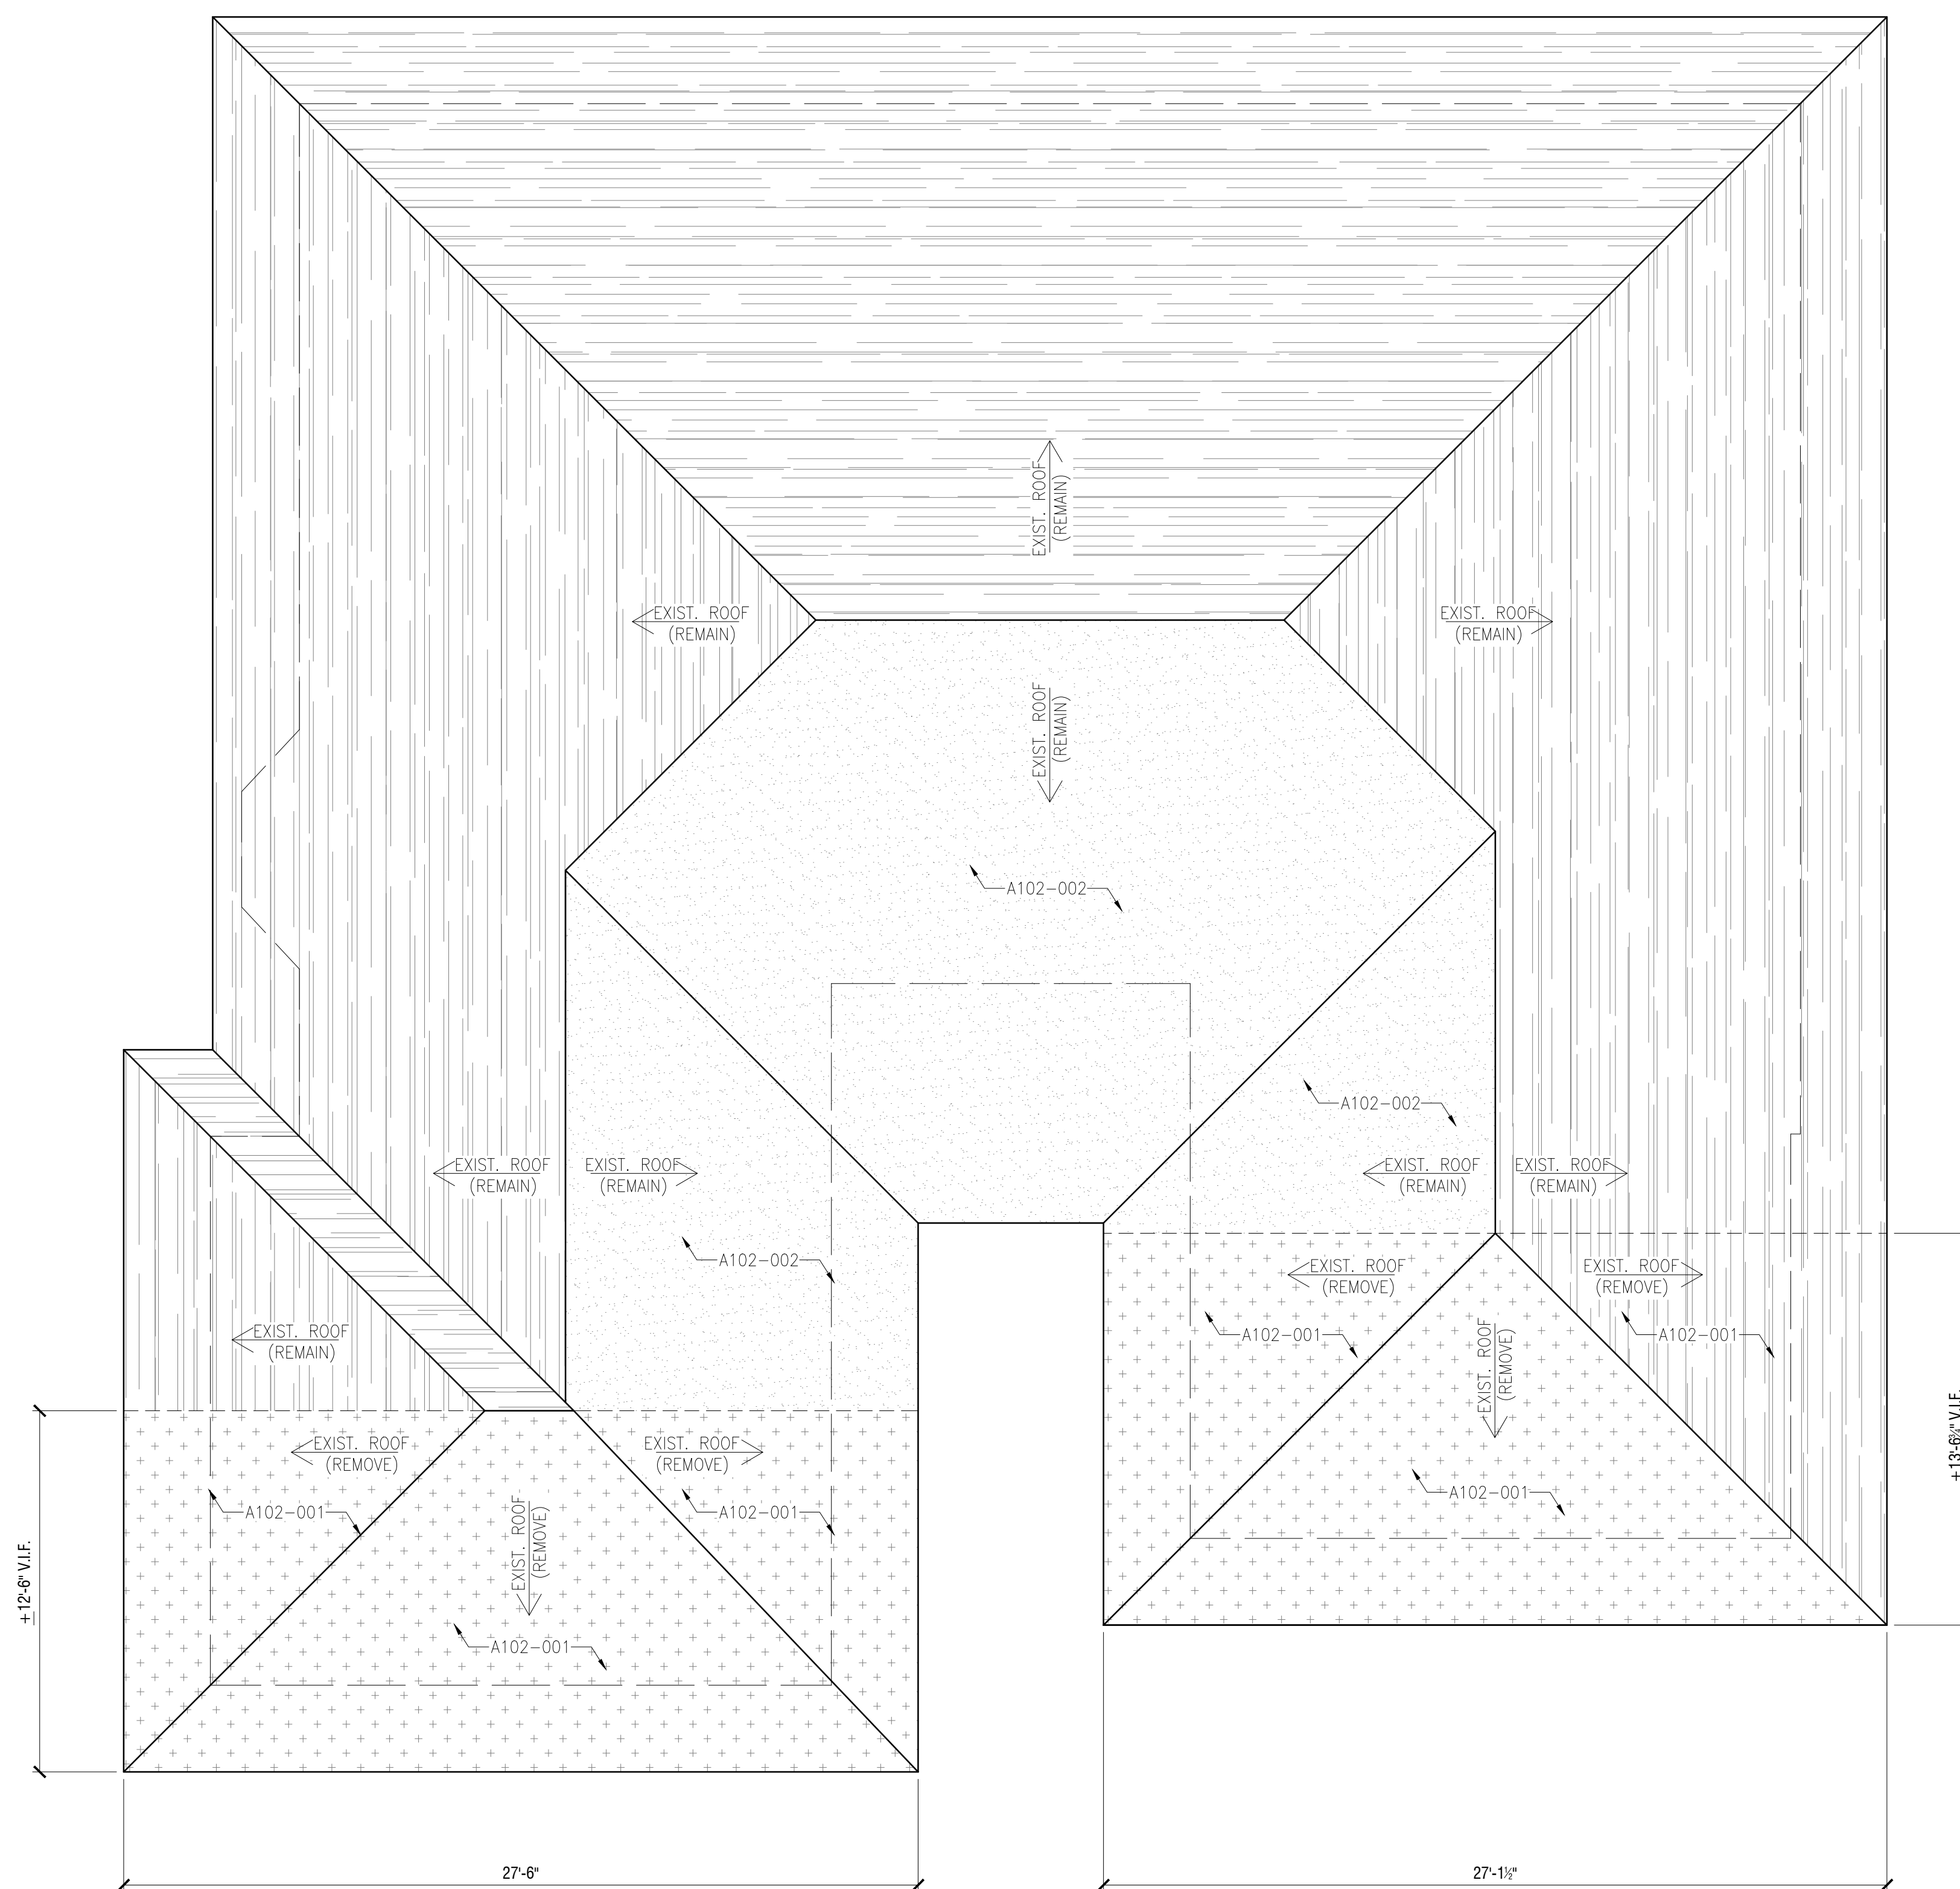 EXIST. ROOF
(REMAIN)
EXIST. ROOF
(REMAIN)
EXIST. ROOF
(REMAIN)
EXIST. ROOF
(REMAIN)
A102-002
A102-002
EXIST. ROOF
(REMAIN)
EXIST. ROOF
(REMAIN)
EXIST. ROOF
(REMAIN)
EXIST. ROOF
(REMAIN)
A102-002
EXIST. ROOF
(REMOVE)
EXIST. ROOF
(REMOVE)
EXIST. ROOF
(REMAIN)
A102-001
A102-001
EXIST. ROOF
(REMOVE)
EXIST. ROOF
(REMOVE)
EXIST. ROOF
(REMOVE)
+13'-6¾" V.I.F.
A102-001
A102-001
A102-001
EXIST. ROOF
(REMOVE)
+12'-6" V.I.F.
A102-001
27'-6"
27'-1½"